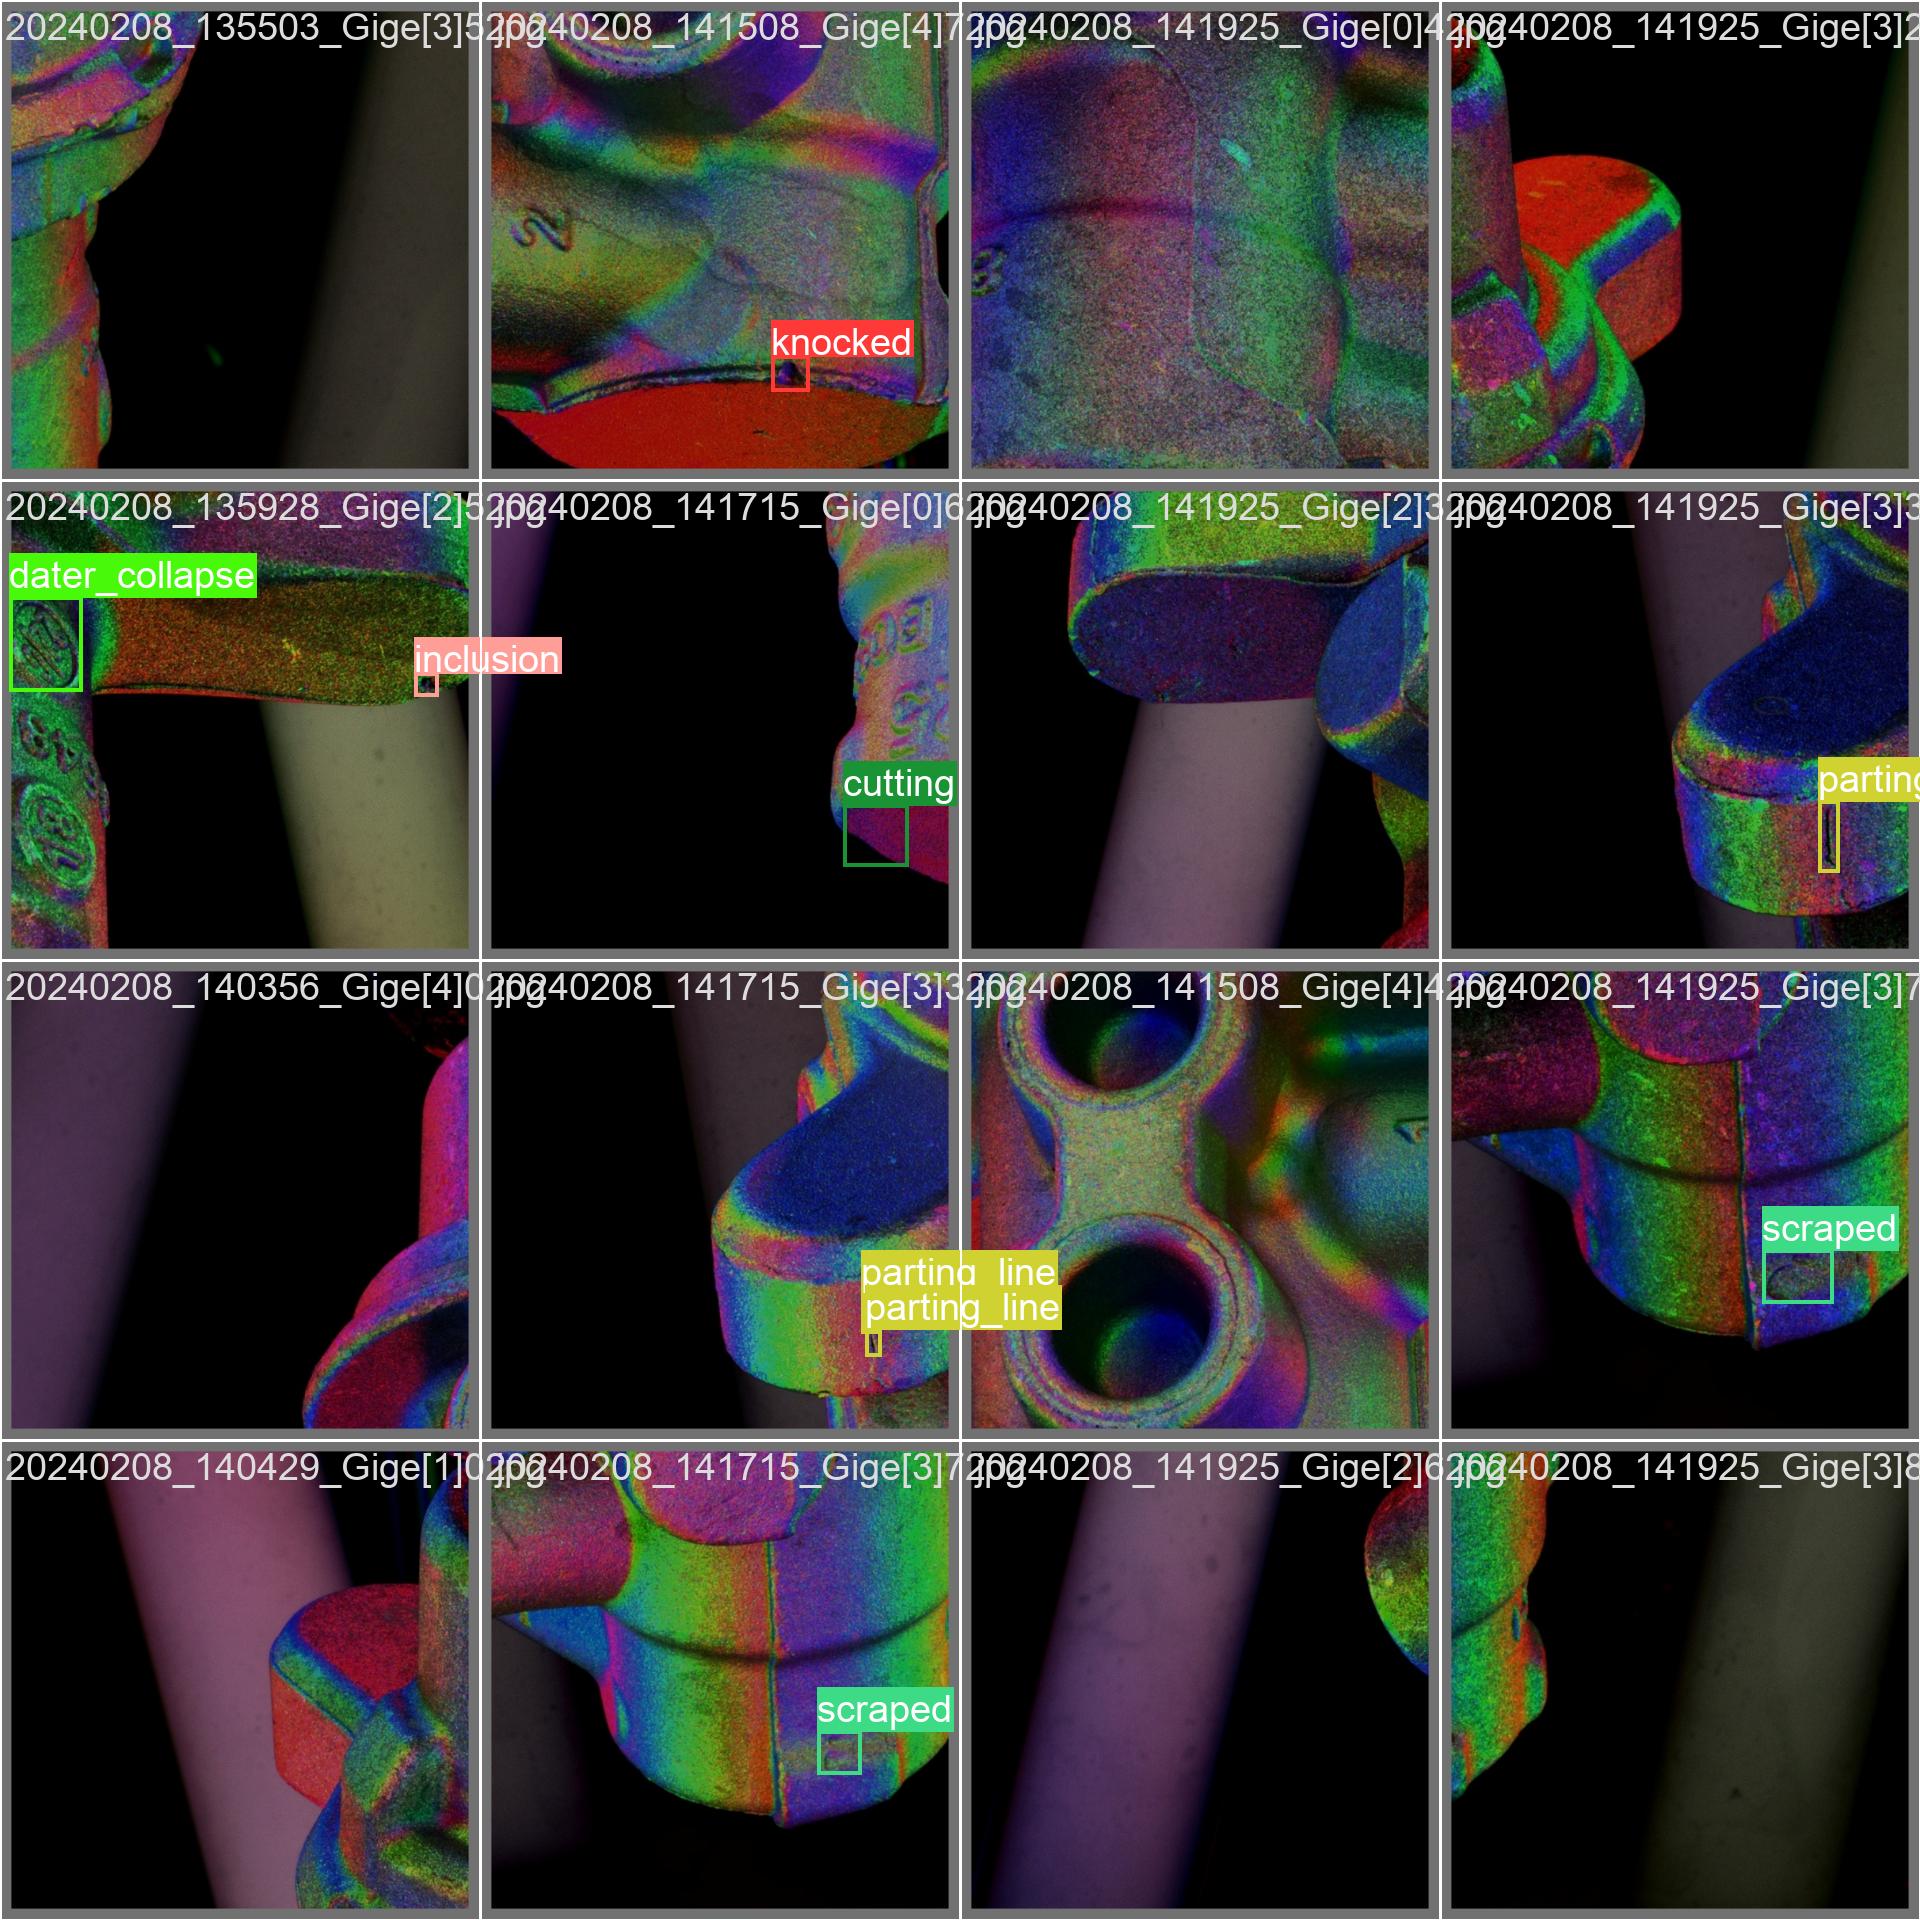 20240208_135503_Gige[3]5
20240208_141508_Gige[4]7
20240208_141925_Gige[0]4
20240208_141925_Gige[3]2
knocked
20240208_135928_Gige[2]5
20240208_141715_Gige[0]6
20240208_141925_Gige[2]3
20240208_141925_Gige[3]3
dater_collapse
inclusion
cutting
parting
20240208_140356_Gige[4]0
20240208_141715_Gige[3]3
20240208_141508_Gige[4]4
20240208_141925_Gige[3]7
scraped
parting_line
parting_line
20240208_140429_Gige[1]0
20240208_141715_Gige[3]7
20240208_141925_Gige[2]6
20240208_141925_Gige[3]8
scraped